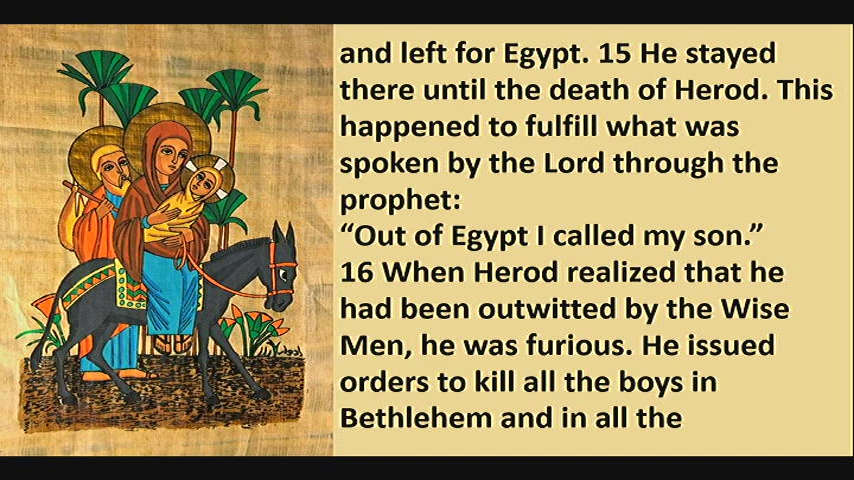 and left for Egypt. 15 He stayed
there until the death of Herod. This
happened to fulfill what was
spoken by the Lord through the
prophet:
“Out of Egypt I called my son.”
16 When Herod realized that he
had been outwitted by the Wise
Men, he was furious. He issued
orders to kill all the boys in
Bethlehem and in all the